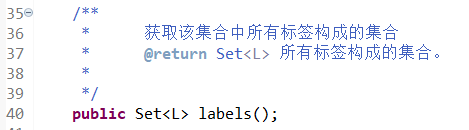 35 /**
36 * 获取该集合中所有标签构成的集合
37 * @return Set<L> 所有标签构成的集合。
38 *
39 */
40 public Set<L> labels();